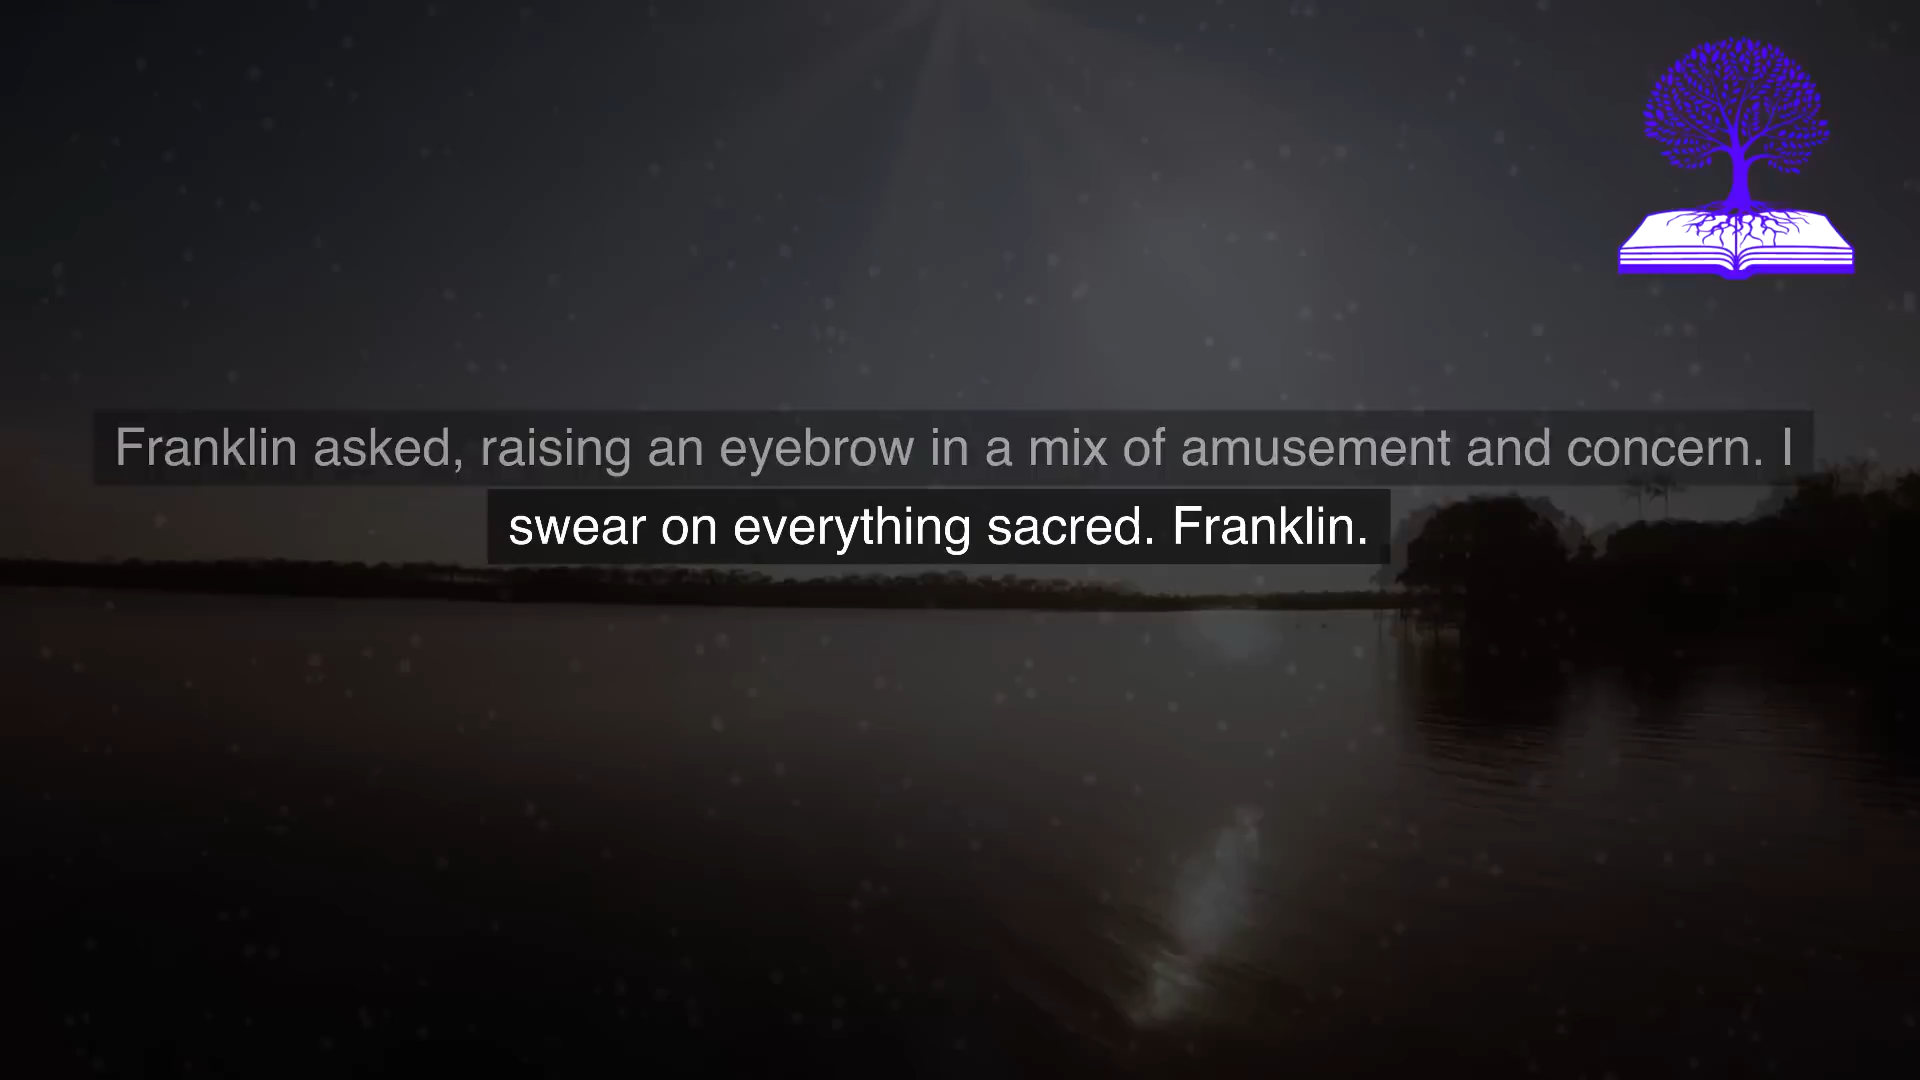 Franklin asked, raising an eyebrow in a mix of amusement and concern. I
swear on everything sacred. Franklin.